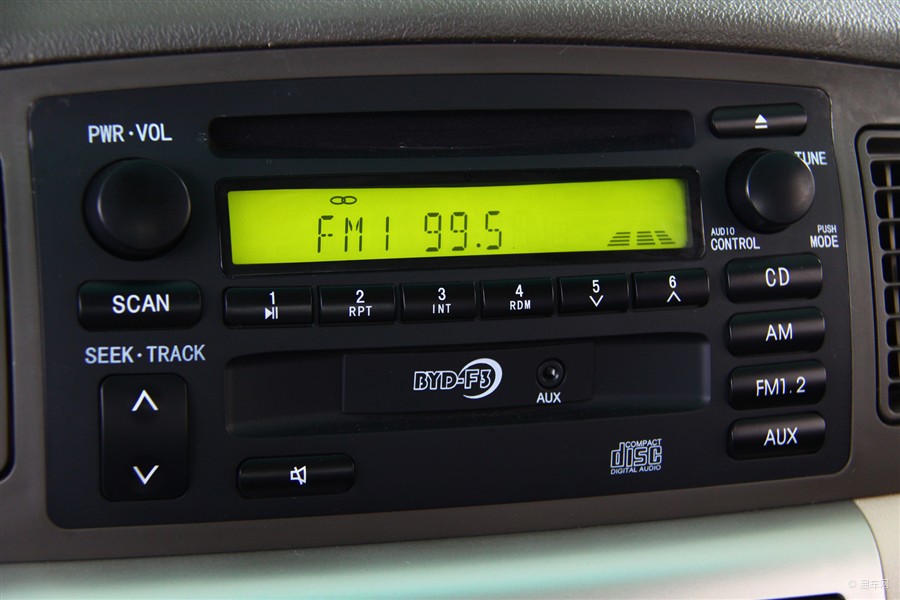 PWR·VOL
TUNE
FM1 99.5
AUDIO CONTROL
PUSH MODE
SCAN
1
2 RPT
3 INT
4 RDM
5
6
CD
SEEK·TRACK
AM
BYD-F3
AUX
FM1.2
AUX
COMPACT
disc
DIGITAL AUDIO